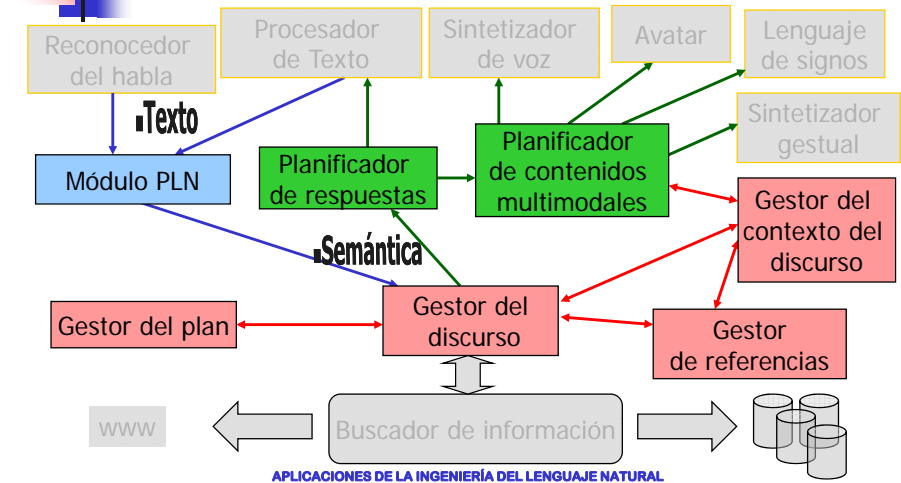 Reconocedor
del habla
Procesador
de Texto
Sintetizador
de voz
Avatar
Lenguaje
de signos
Sintetizador
gestual
▪Texto
Módulo PLN
Planificador
de respuestas
Planificador
de contenidos
multimodales
Gestor del
contexto del
discurso
▪Semántica
Gestor del plan
Gestor del
discurso
Gestor
de referencias
www
Buscador de información
APLICACIONES DE LA INGENIERÍA DEL LENGUAJE NATURAL